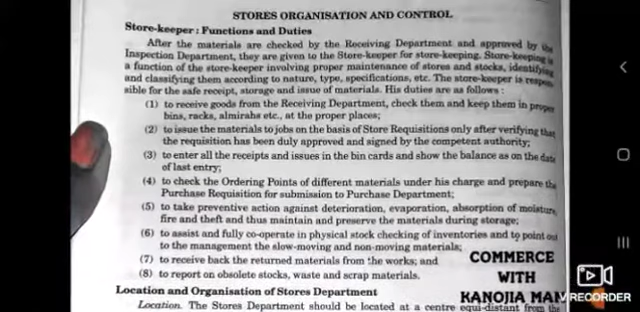 STORES ORGANISATION AND CONTROL
Store-keeper : Functions and Duties
After the materials are checked by the Receiving Department and approved by the
Inspection Department, they are given to the Store-keeper for store-keeping. Store-keeping is
a function of the store-keeper involving proper maintenance of stores and stocks, identifying
and classifying them according to nature, type, specifications, etc. The store-keeper is respon-
sible for the safe receipt, storage and issue of materials. His duties are as follows :
(1) to receive goods from the Receiving Department, check them and keep them in proper
bins, racks, almirahs etc., at the proper places;
(2) to issue the materials to jobs on the basis of Store Requisitions only after verifying that
the requisition has been duly approved and signed by the competent authority;
(3) to enter all the receipts and issues in the bin cards and show the balance as on the date
of last entry;
(4) to check the Ordering Points of different materials under his charge and prepare the
Purchase Requisition for submission to Purchase Department;
(5) to take preventive action against deterioration, evaporation, absorption of moisture,
fire and theft and thus maintain and preserve the materials during storage;
(6) to assist and fully co-operate in physical stock checking of inventories and to point out
to the management the slow-moving and non-moving materials;
(7) to receive back the returned materials from the works; and
(8) to report on obsolete stocks, waste and scrap materials.
COMMERCE
WITH
KANOJIA MAM
VRECORDER
Location and Organisation of Stores Department
Location. The Stores Department should be located at a centre equi-distant from the